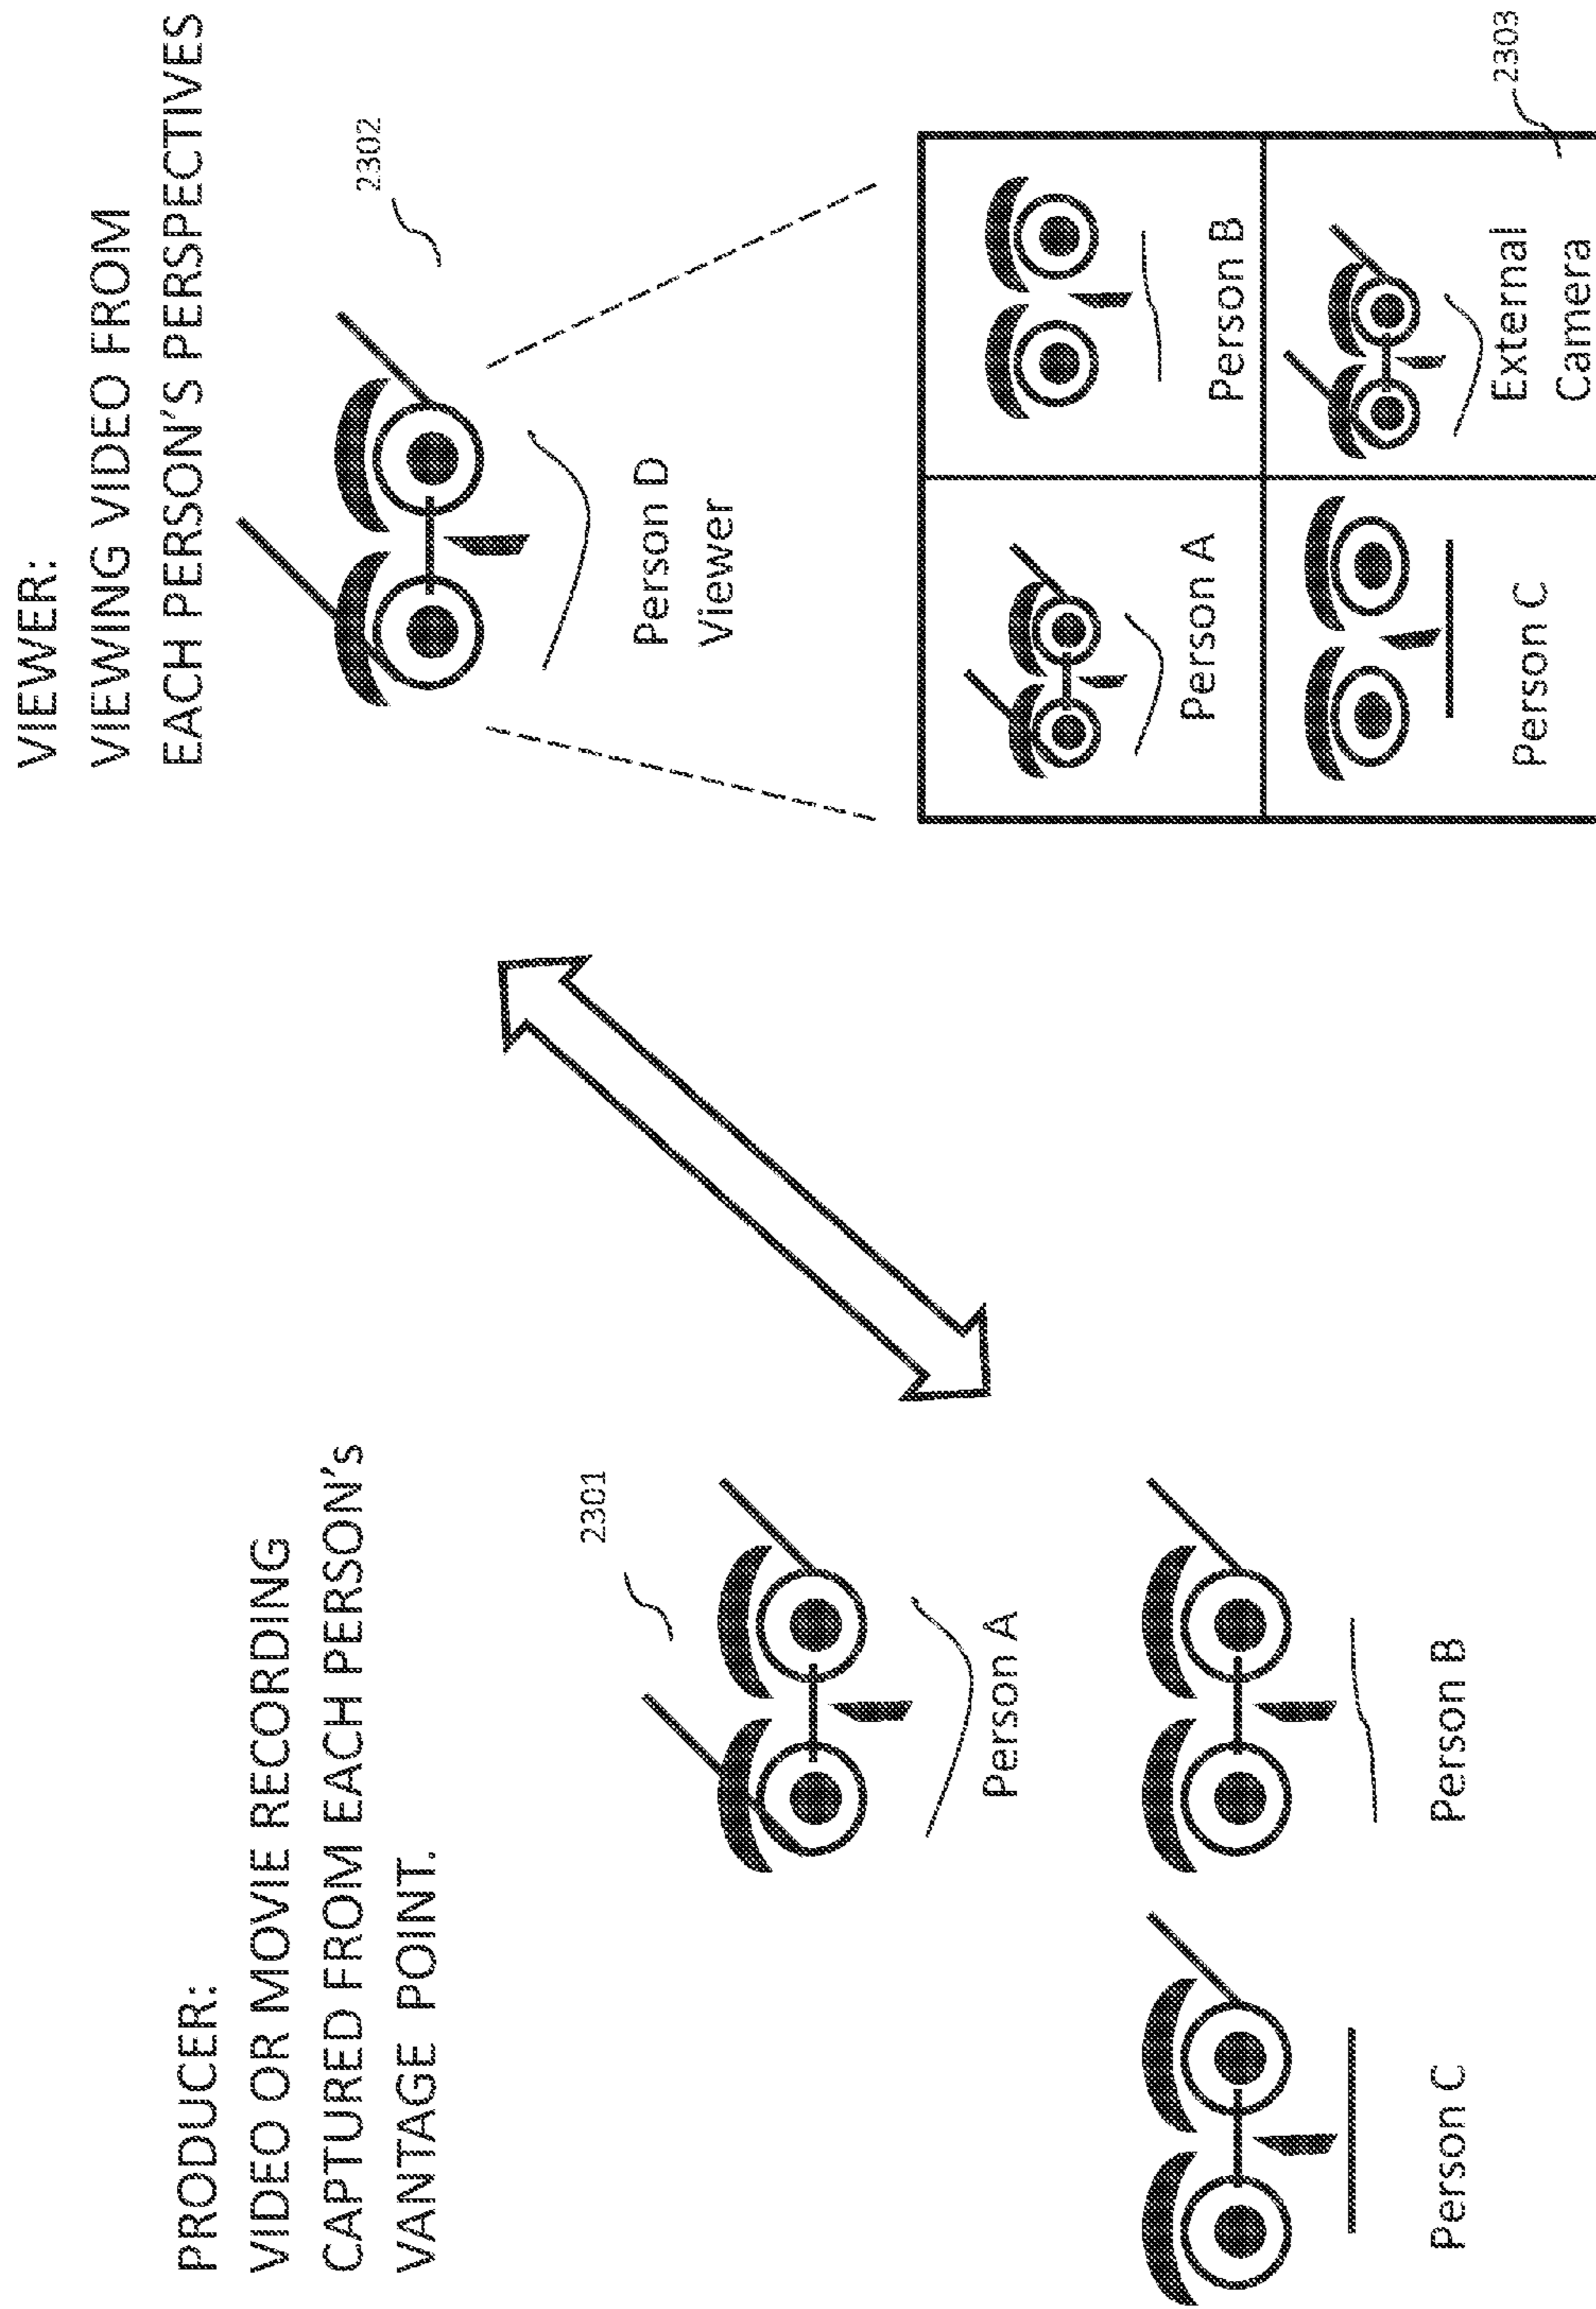 PRODUCER:
VIDEO OR MOVIE RECORDING
CAPTURED FROM EACH PERSON's
VANTAGE POINT.
2301
Person A
Person C
Person B
VIEWER:
VIEWING VIDEO FROM
EACH PERSON'S PERSPECTIVES
2302
Person D
Viewer
Person A
Person B
Person C
External
Camera
2303